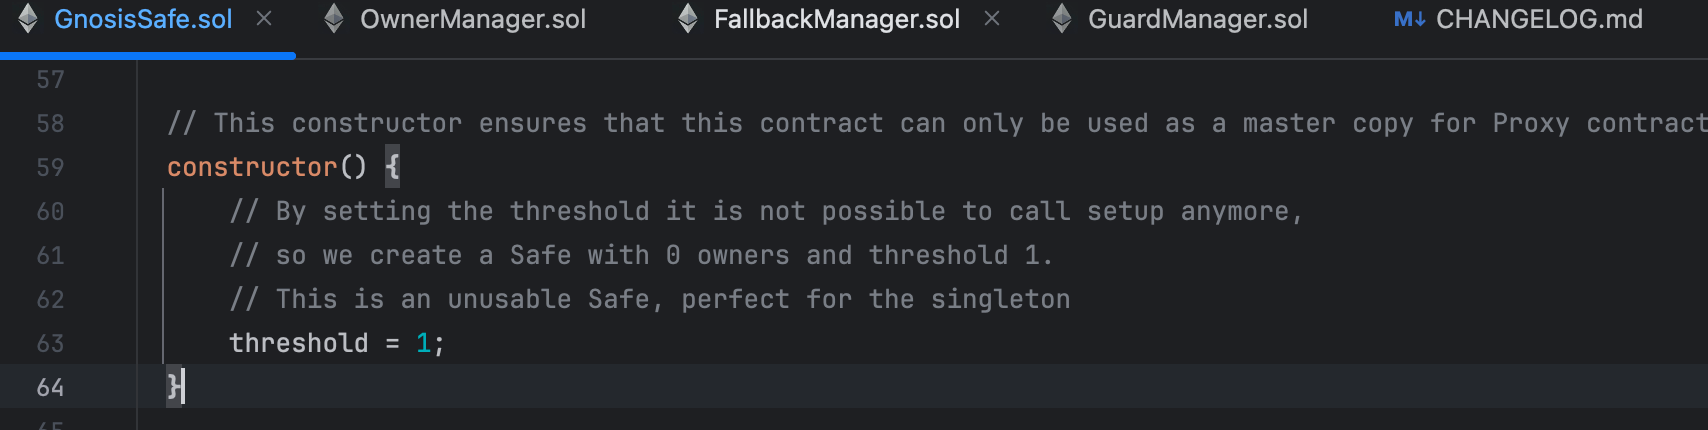 GnosisSafe.sol × OwnerManager.sol FallbackManager.sol × GuardManager.sol M↓ CHANGELOG.md
57
58 // This constructor ensures that this contract can only be used as a master copy for Proxy contract
59 constructor() {
60 // By setting the threshold it is not possible to call setup anymore,
61 // so we create a Safe with 0 owners and threshold 1.
62 // This is an unusable Safe, perfect for the singleton
63 threshold = 1;
64 }
65